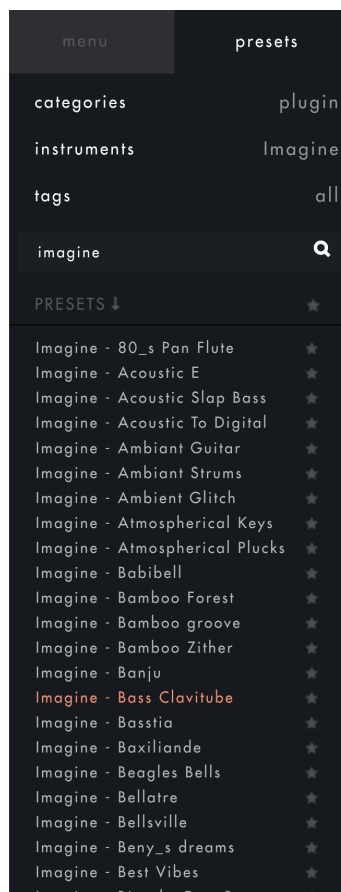 menu presets
categories plugin
instruments Imagine
tags all
imagine
PRESETS
Imagine - 80_s Pan Flute
Imagine - Acoustic E
Imagine - Acoustic Slap Bass
Imagine - Acoustic To Digital
Imagine - Ambiant Guitar
Imagine - Ambiant Strums
Imagine - Ambient Glitch
Imagine - Atmospherical Keys
Imagine - Atmospherical Plucks
Imagine - Babibell
Imagine - Bamboo Forest
Imagine - Bamboo groove
Imagine - Bamboo Zither
Imagine - Banju
Imagine - Bass Clavitube
Imagine - Basstia
Imagine - Baxiliande
Imagine - Beagles Bells
Imagine - Bellatre
Imagine - Bellsville
Imagine - Beny_s dreams
Imagine - Best Vibes